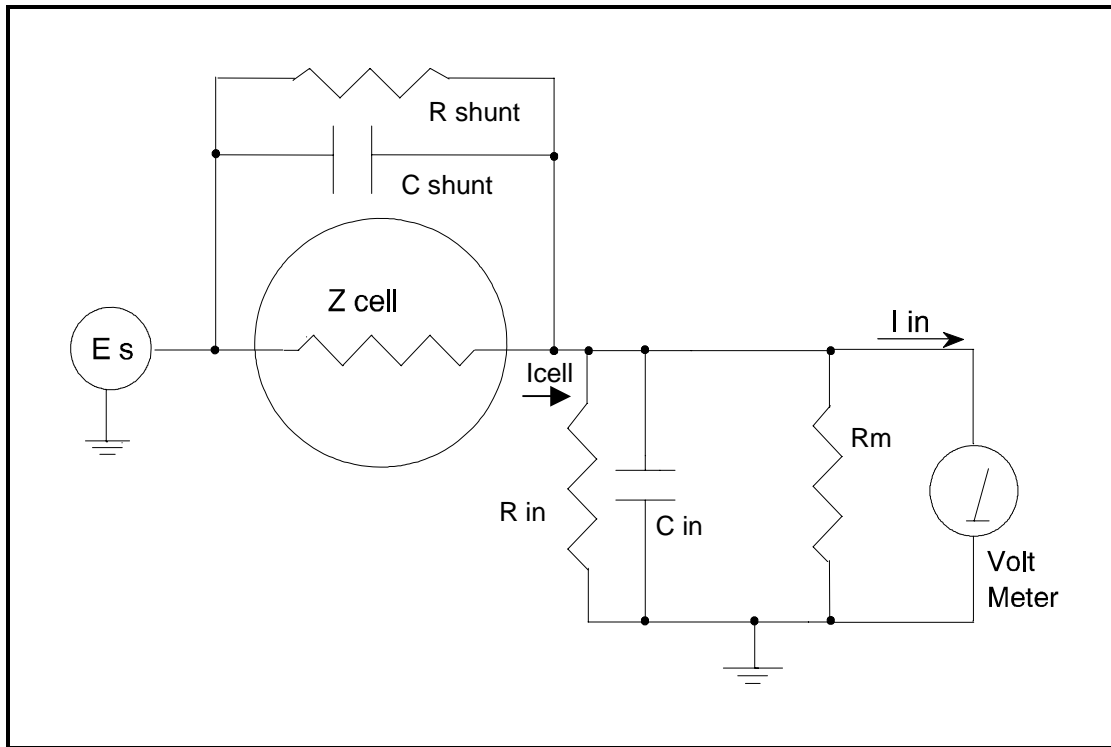 R shunt
C shunt
Z cell
E s
I in
Icell
Rm
R in
C in
Volt
Meter